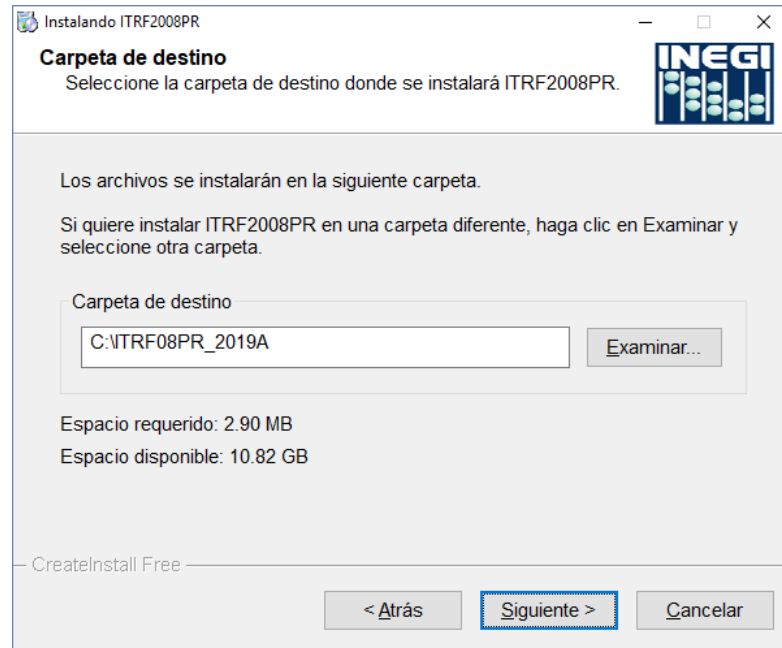 Instalando ITRF2008PR
Carpeta de destino
Seleccione la carpeta de destino donde se instalará ITRF2008PR.
INEGI
Los archivos se instalarán en la siguiente carpeta.
Si quiere instalar ITRF2008PR en una carpeta diferente, haga clic en Examinar y
seleccione otra carpeta.
Carpeta de destino
C:\ITRF08PR_2019A
Examinar...
Espacio requerido: 2.90 MB
Espacio disponible: 10.82 GB
CreateInstall Free
< Atrás
Siguiente >
Cancelar